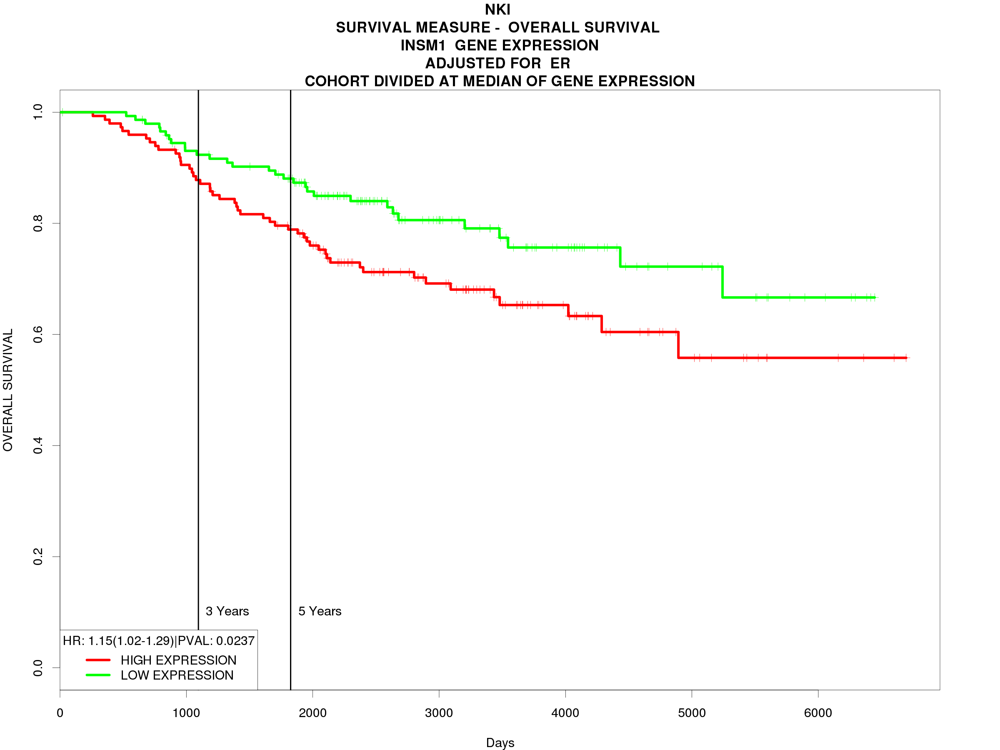 NKI
SURVIVAL MEASURE - OVERALL SURVIVAL
INSM1 GENE EXPRESSION
ADJUSTED FOR ER
COHORT DIVIDED AT MEDIAN OF GENE EXPRESSION
OVERALL SURVIVAL
1.0
0.8
0.6
0.4
0.2
0.0
3 Years
5 Years
HR: 1.15(1.02-1.29)|PVAL: 0.0237
HIGH EXPRESSION
LOW EXPRESSION
0 1000 2000 3000 4000 5000 6000
Days